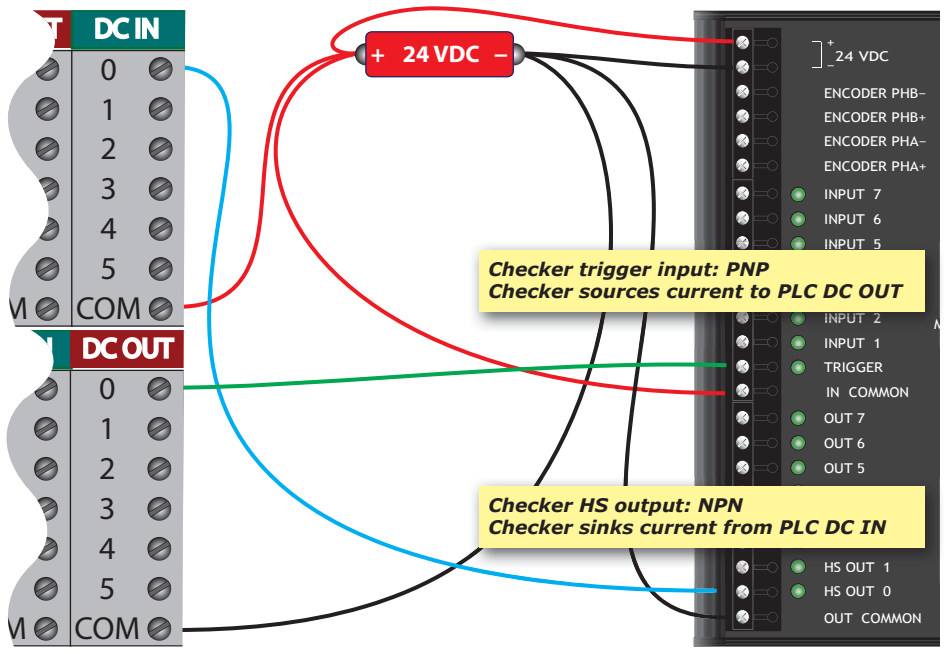 T
DC IN
0
1
2
3
4
5
M
COM
DC OUT
0
1
2
3
4
5
M
COM
+ 24 VDC −
+
24 VDC
−
ENCODER PHB−
ENCODER PHB+
ENCODER PHA−
ENCODER PHA+
INPUT 7
INPUT 6
INPUT 5
Checker trigger input: PNP
Checker sources current to PLC DC OUT
INPUT 2
INPUT 1
TRIGGER
IN COMMON
OUT 7
OUT 6
OUT 5
Checker HS output: NPN
Checker sinks current from PLC DC IN
HS OUT 1
HS OUT 0
OUT COMMON